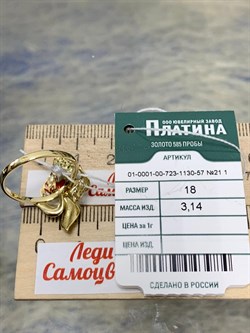 ООО ЮВЕЛИРНЫЙ ЗАВОД
ПЛАТИНА
ЗОЛОТО 585 ПРОБЫ
АРТИКУЛ
01-0001-00-723-1130-57 №21 1
РАЗМЕР 18
МАССА ИЗД. 3,14
ЦЕНА за 1г
ЦЕНА ИЗД.
СДЕЛАНО В РОССИИ
Леди
Самоцв